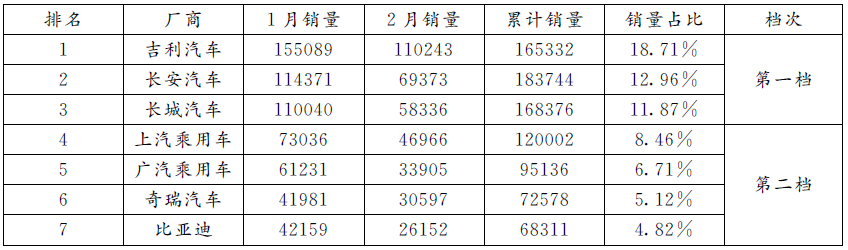 排名 厂商 1月销量 2月销量 累计销量 销量占比 档次
1 吉利汽车 155089 110243 165332 18.71% 第一档
2 长安汽车 114371 69373 183744 12.96%
3 长城汽车 110040 58336 168376 11.87%
4 上汽乘用车 73036 46966 120002 8.46% 第二档
5 广汽乘用车 61231 33905 95136 6.71%
6 奇瑞汽车 41981 30597 72578 5.12%
7 比亚迪 42159 26152 68311 4.82%